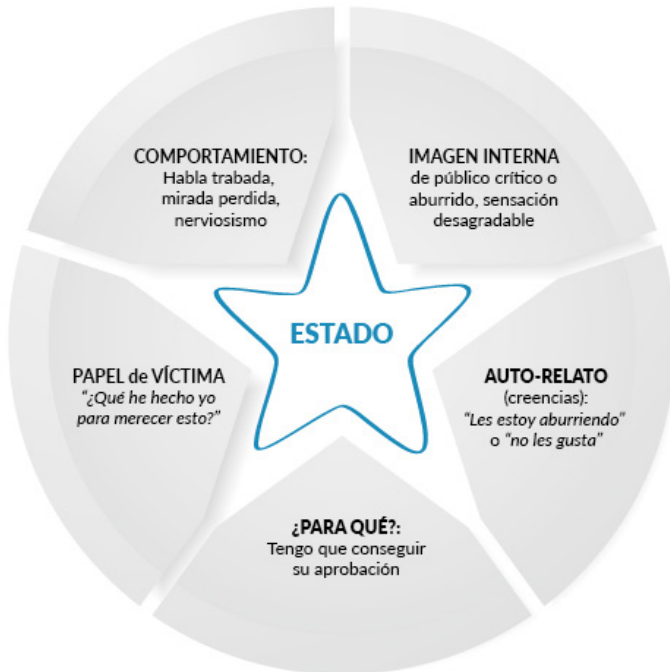 COMPORTAMIENTO:
Habla trabada,
mirada perdida,
nerviosismo
IMAGEN INTERNA
de público crítico o
aburrido, sensación
desagradable
ESTADO
PAPEL de VÍCTIMA
“¿Qué he hecho yo
para merecer esto?”
AUTO-RELATO
(creencias):
“Les estoy aburriendo”
o “no les gusta”
¿PARA QUÉ?:
Tengo que conseguir
su aprobación